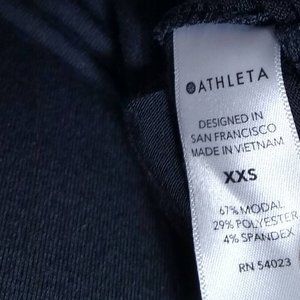 ATHLETA
DESIGNED IN
SAN FRANCISCO
MADE IN VIETNAM
XXS
67% MODAL
29% POLYESTER
4% SPANDEX
RN 54023